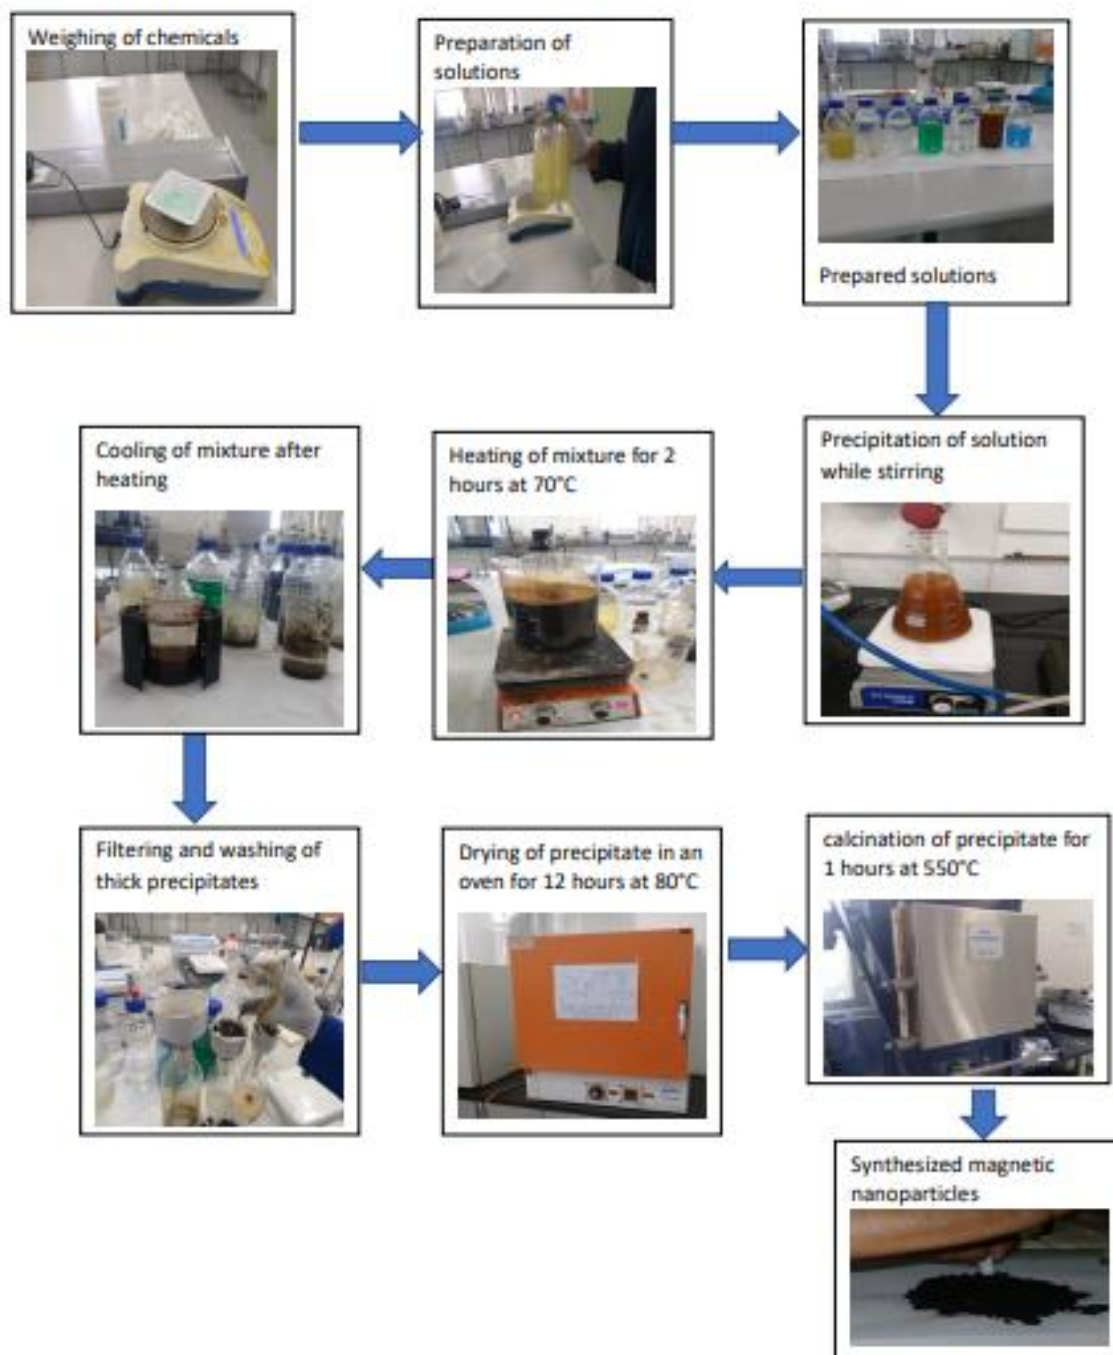 Weighing of chemicals
Preparation of
solutions
Prepared solutions
Precipitation of solution
while stirring
Heating of mixture for 2
hours at 70°C
Cooling of mixture after
heating
Filtering and washing of
thick precipitates
Drying of precipitate in an
oven for 12 hours at 80°C
calcination of precipitate for
1 hours at 550°C
Synthesized magnetic
nanoparticles